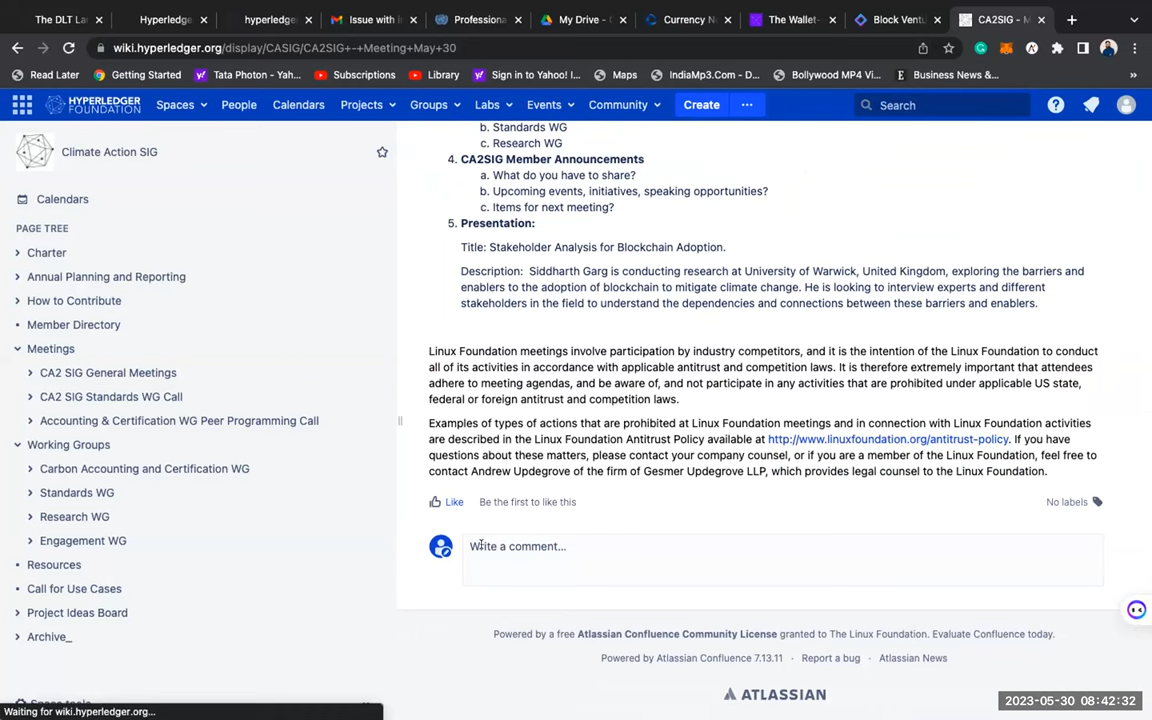 The DLT La
Hyperledge
hyperledge
Issue with i
Professiona
My Drive - G
Currency N
The Wallet-
Block Ventu
CA2SIG - M
wiki.hyperledger.org/display/CASIG/CA2SIG+-+Meeting+May+30
Read Later
Getting Started
Tata Photon - Yah...
Subscriptions
Library
Sign in to Yahoo! I...
Maps
IndiaMp3.Com - D...
Bollywood MP4 Vi...
Business News &...
HYPERLEDGER FOUNDATION
Spaces
People
Calendars
Projects
Groups
Labs
Events
Community
Create
Search
Climate Action SIG
Calendars
PAGE TREE
Charter
Annual Planning and Reporting
How to Contribute
Member Directory
Meetings
CA2 SIG General Meetings
CA2 SIG Standards WG Call
Accounting & Certification WG Peer Programming Call
Working Groups
Carbon Accounting and Certification WG
Standards WG
Research WG
Engagement WG
Resources
Call for Use Cases
Project Ideas Board
Archive_
Space tools
b. Standards WG
c. Research WG
4. CA2SIG Member Announcements
a. What do you have to share?
b. Upcoming events, initiatives, speaking opportunities?
c. Items for next meeting?
5. Presentation:
Title: Stakeholder Analysis for Blockchain Adoption.
Description: Siddharth Garg is conducting research at University of Warwick, United Kingdom, exploring the barriers and
enablers to the adoption of blockchain to mitigate climate change. He is looking to interview experts and different
stakeholders in the field to understand the dependencies and connections between these barriers and enablers.
Linux Foundation meetings involve participation by industry competitors, and it is the intention of the Linux Foundation to conduct
all of its activities in accordance with applicable antitrust and competition laws. It is therefore extremely important that attendees
adhere to meeting agendas, and be aware of, and not participate in any activities that are prohibited under applicable US state,
federal or foreign antitrust and competition laws.
Examples of types of actions that are prohibited at Linux Foundation meetings and in connection with Linux Foundation activities
are described in the Linux Foundation Antitrust Policy available at http://www.linuxfoundation.org/antitrust-policy. If you have
questions about these matters, please contact your company counsel, or if you are a member of the Linux Foundation, feel free to
contact Andrew Updegrove of the firm of Gesmer Updegrove LLP, which provides legal counsel to the Linux Foundation.
Like
Be the first to like this
No labels
Write a comment...
Powered by a free Atlassian Confluence Community License granted to The Linux Foundation. Evaluate Confluence today.
Powered by Atlassian Confluence 7.13.11 · Report a bug · Atlassian News
ATLASSIAN
Waiting for wiki.hyperledger.org...
2023-05-30 08:42:32